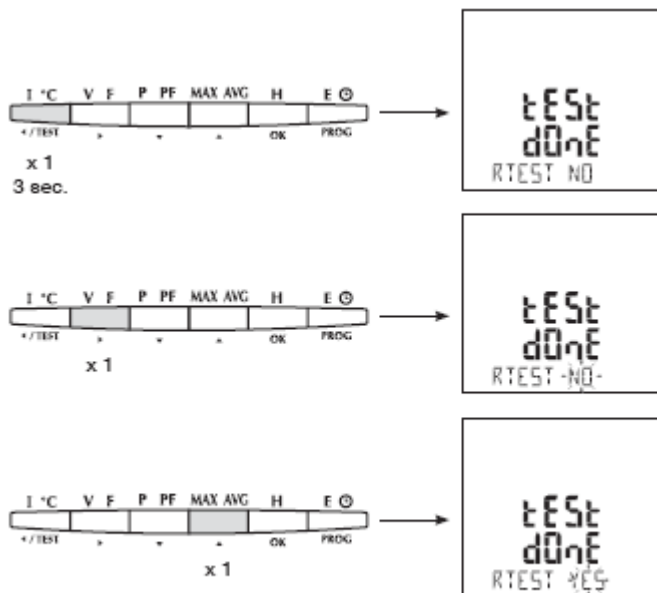 I °C V F P PF MAX AVG H E
◂ / TEST ▸ ▾ ▴ OK PROG
x 1
3 sec.
tESt
dOnE
RTEST NO
I °C V F P PF MAX AVG H E
◂ / TEST ▸ ▾ ▴ OK PROG
x 1
tESt
dOnE
RTEST -NO-
I °C V F P PF MAX AVG H E
◂ / TEST ▸ ▾ ▴ OK PROG
x 1
tESt
dOnE
RTEST -YES-